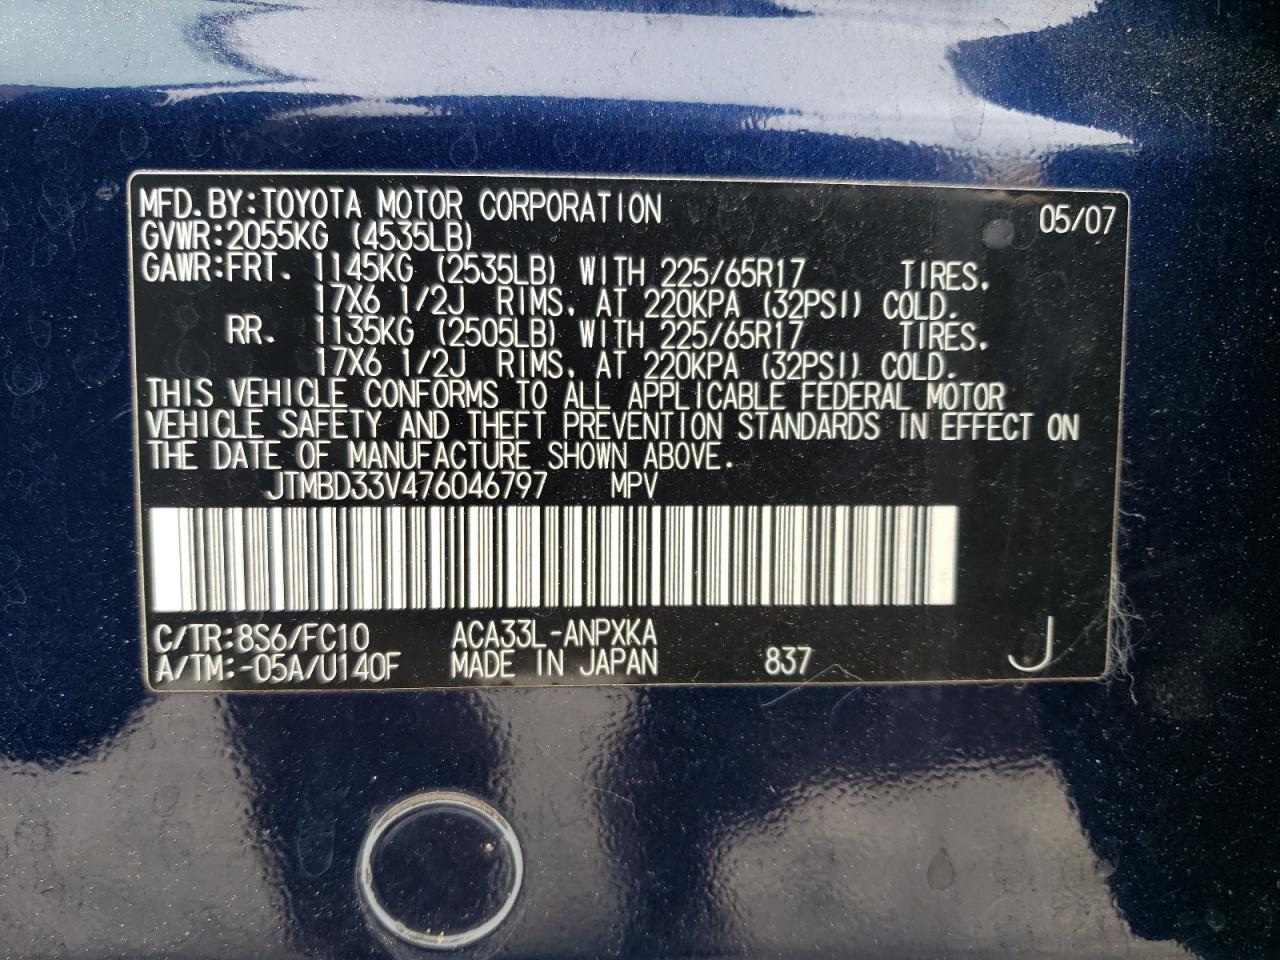 MFD.BY:TOYOTA MOTOR CORPORATION 05/07
GVWR:2055KG (4535LB)
GAWR:FRT. 1145KG (2535LB) WITH 225/65R17 TIRES,
17X6 1/2J RIMS, AT 220KPA (32PSI) COLD.
RR. 1135KG (2505LB) WITH 225/65R17 TIRES,
17X6 1/2J RIMS, AT 220KPA (32PSI) COLD.
THIS VEHICLE CONFORMS TO ALL APPLICABLE FEDERAL MOTOR
VEHICLE SAFETY AND THEFT PREVENTION STANDARDS IN EFFECT ON
THE DATE OF MANUFACTURE SHOWN ABOVE.
JTMBD33V476046797 MPV
C/TR:8S6/FC10 ACA33L-ANPXKA
A/TM:-05A/U140F MADE IN JAPAN 837 J